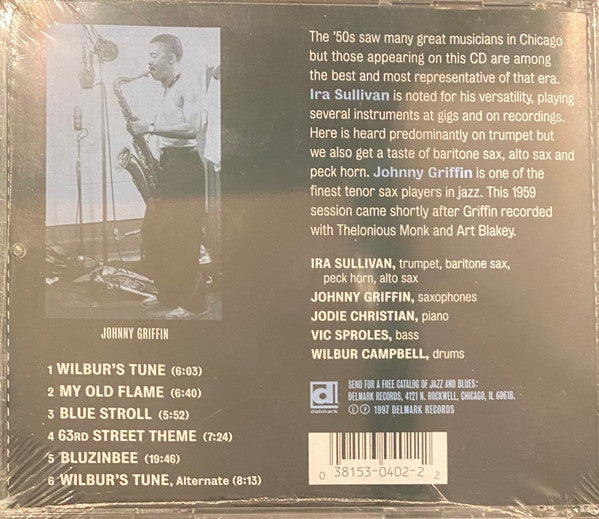 The '50s saw many great musicians in Chicago
but those appearing on this CD are among
the best and most representative of that era.
Ira Sullivan is noted for his versatility, playing
several instruments at gigs and on recordings.
Here is heard predominantly on trumpet but
we also get a taste of baritone sax, alto sax and
peck horn. Johnny Griffin is one of the
finest tenor sax players in jazz. This 1959
session came shortly after Griffin recorded
with Thelonious Monk and Art Blakey.
IRA SULLIVAN, trumpet, baritone sax,
peck horn, alto sax
JOHNNY GRIFFIN, saxophones
JODIE CHRISTIAN, piano
VIC SPROLES, bass
WILBUR CAMPBELL, drums
JOHNNY GRIFFIN
1 WILBUR'S TUNE (6:03)
2 MY OLD FLAME (6:40)
3 BLUE STROLL (5:52)
4 63RD STREET THEME (7:24)
5 BLUZINBEE (19:46)
6 WILBUR'S TUNE, Alternate (8:13)
d
delmark
SEND FOR A FREE CATALOG OF JAZZ AND BLUES:
DELMARK RECORDS, 4121 N. ROCKWELL, CHICAGO, IL 60618.
© ℗ 1997 DELMARK RECORDS
0 38153-0402-2 2